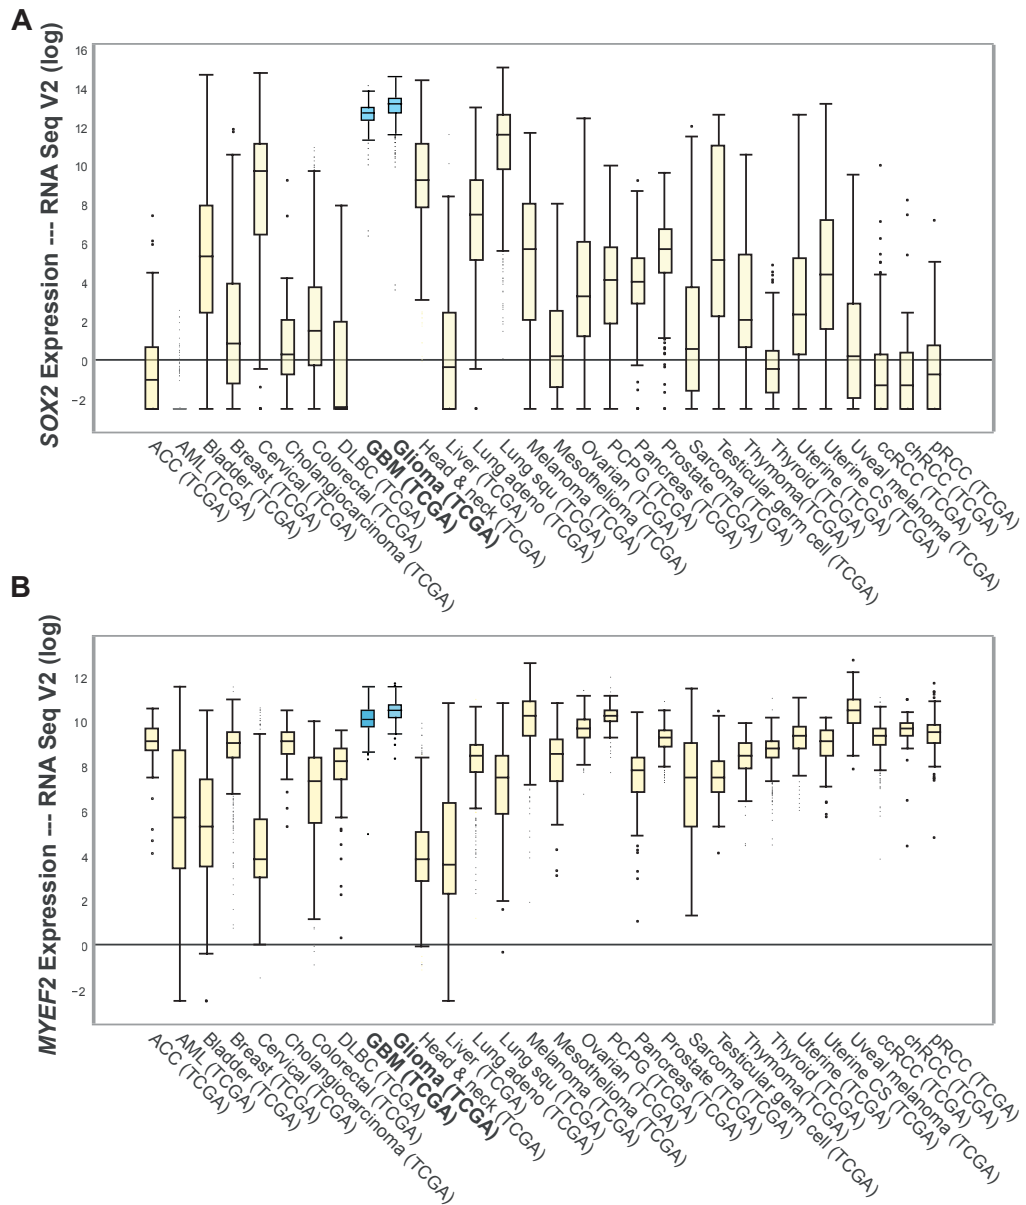 A
SOX2 Expression --- RNA Seq V2 (log)
16
14
12
10
8
6
4
2
0
−2
ACC (TCGA)
AML (TCGA)
Bladder (TCGA)
Breast (TCGA)
Cervical (TCGA)
Cholangiocarcinoma (TCGA)
Colorectal (TCGA)
DLBC (TCGA)
GBM (TCGA)
Glioma (TCGA)
Head & neck (TCGA)
Liver (TCGA)
Lung adeno (TCGA)
Lung squ (TCGA)
Melanoma (TCGA)
Mesothelioma (TCGA)
Ovarian (TCGA)
PCPG (TCGA)
Pancreas (TCGA)
Prostate (TCGA)
Sarcoma (TCGA)
Testicular germ cell (TCGA)
Thymoma(TCGA)
Thyroid (TCGA)
Uterine (TCGA)
Uterine CS (TCGA)
Uveal melanoma (TCGA)
ccRCC (TCGA)
chRCC (TCGA)
pRCC (TCGA)
B
MYEF2 Expression --- RNA Seq V2 (log)
12
10
8
6
4
2
0
−2
ACC (TCGA)
AML (TCGA)
Bladder (TCGA)
Breast (TCGA)
Cervical (TCGA)
Cholangiocarcinoma (TCGA)
Colorectal (TCGA)
DLBC (TCGA)
GBM (TCGA)
Glioma (TCGA)
Head & neck (TCGA)
Liver (TCGA)
Lung adeno (TCGA)
Lung squ (TCGA)
Melanoma (TCGA)
Mesothelioma (TCGA)
Ovarian (TCGA)
PCPG (TCGA)
Pancreas (TCGA)
Prostate (TCGA)
Sarcoma (TCGA)
Testicular germ cell (TCGA)
Thymoma(TCGA)
Thyroid (TCGA)
Uterine (TCGA)
Uterine CS (TCGA)
Uveal melanoma (TCGA)
ccRCC (TCGA)
chRCC (TCGA)
pRCC (TCGA)